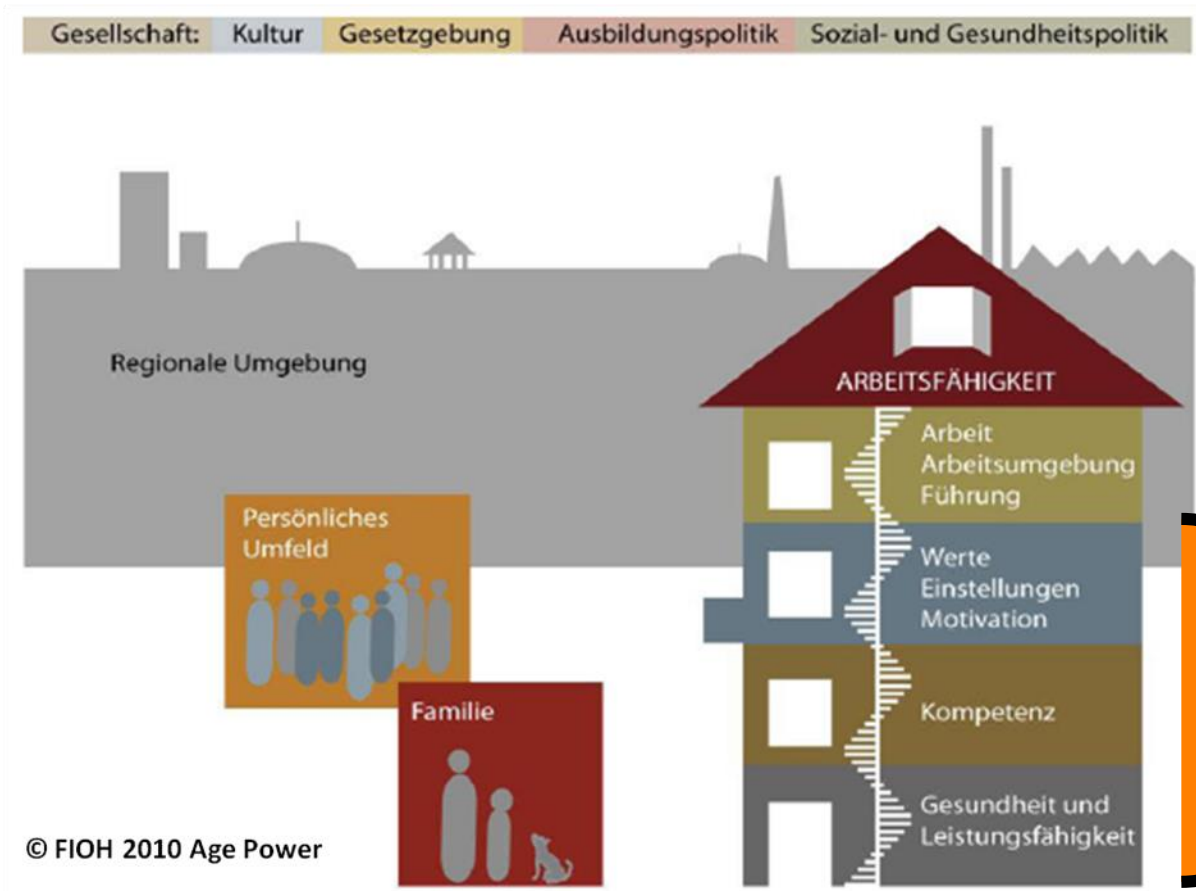 Gesellschaft: Kultur Gesetzgebung Ausbildungspolitik Sozial- und Gesundheitspolitik
Regionale Umgebung
ARBEITSFÄHIGKEIT
Arbeit
Arbeitsumgebung
Führung
Persönliches
Umfeld
Werte
Einstellungen
Motivation
Familie
Kompetenz
Gesundheit und
Leistungsfähigkeit
© FIOH 2010 Age Power